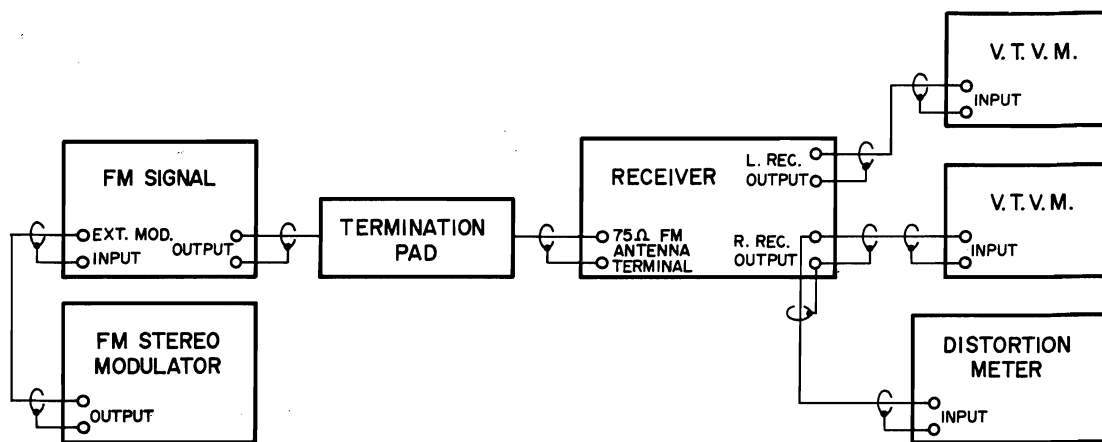 V. T. V. M.
INPUT
FM SIGNAL
EXT. MOD.
INPUT
OUTPUT
TERMINATION
PAD
RECEIVER
L. REC.
OUTPUT
75Ω FM
ANTENNA
TERMINAL
R. REC.
OUTPUT
V. T. V. M.
INPUT
FM STEREO
MODULATOR
OUTPUT
DISTORTION
METER
INPUT